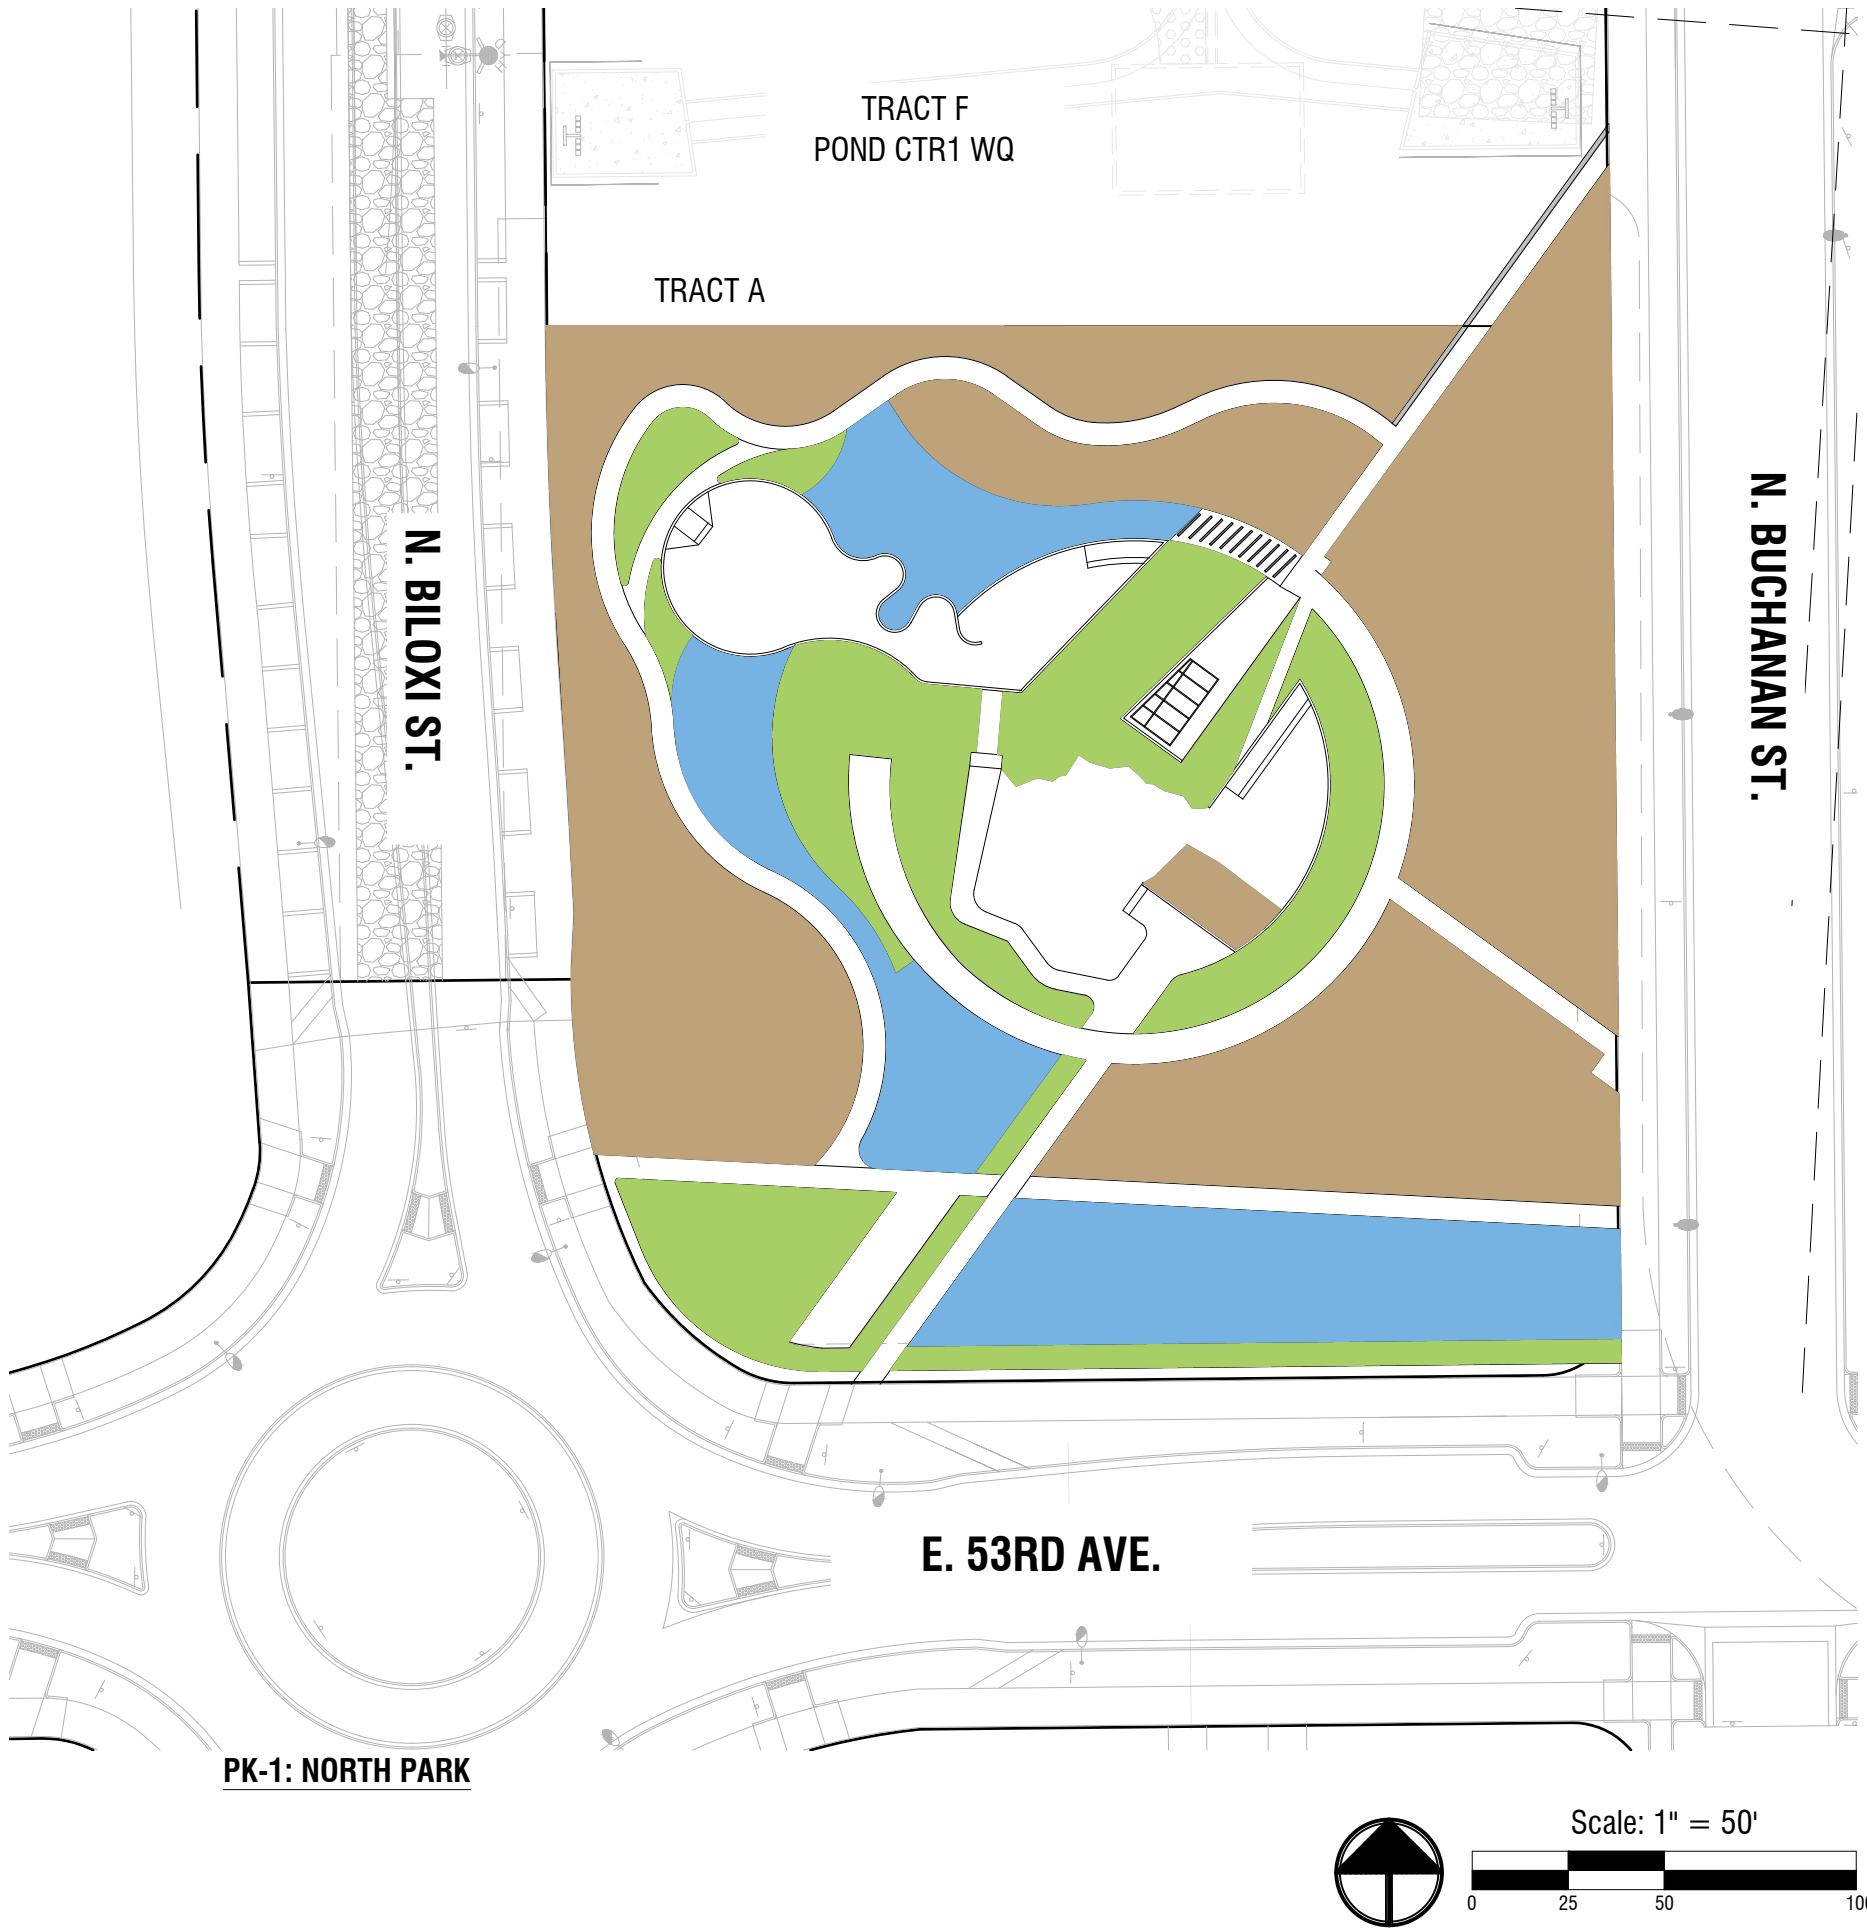 TRACT F
POND CTR1 WQ
TRACT A
N. BILOXI ST.
N. BUCHANAN ST.
E. 53RD AVE.
PK-1: NORTH PARK
Scale: 1" = 50'
0 25 50 100